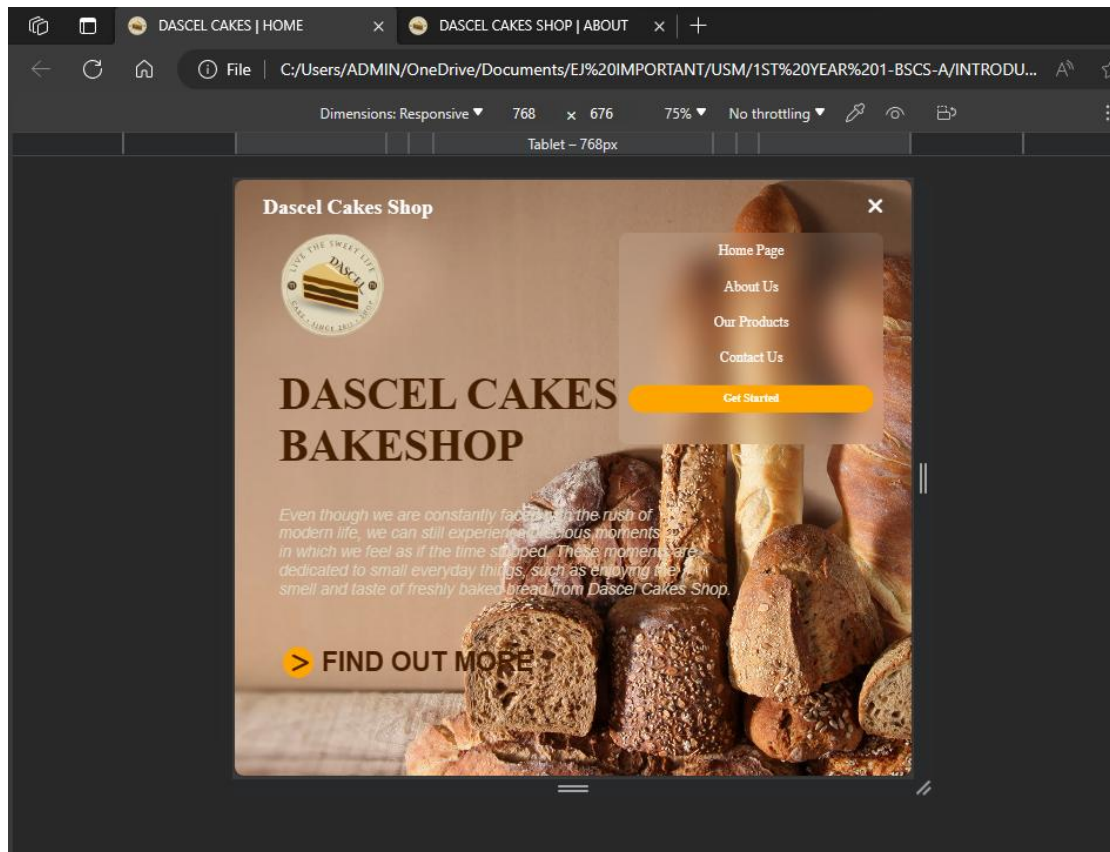 DASCEL CAKES | HOME
DASCEL CAKES SHOP | ABOUT
File
C:/Users/ADMIN/OneDrive/Documents/EJ%20IMPORTANT/USM/1ST%20YEAR%201-BSCS-A/INTRODU...
Dimensions: Responsive 768 x 676 75% No throttling
Tablet – 768px
Dascel Cakes Shop
LIVE THE SWEET LIFE
DASCEL
Home Page
About Us
Our Products
Contact Us
Get Started
DASCEL CAKES
BAKESHOP
Even though we are constantly faced with the rush of
modern life, we can still experience precious moments
in which we feel as if the time stopped. These moments are
dedicated to small everyday things, such as enjoying the
smell and taste of freshly baked bread from Dascel Cakes Shop.
> FIND OUT MORE